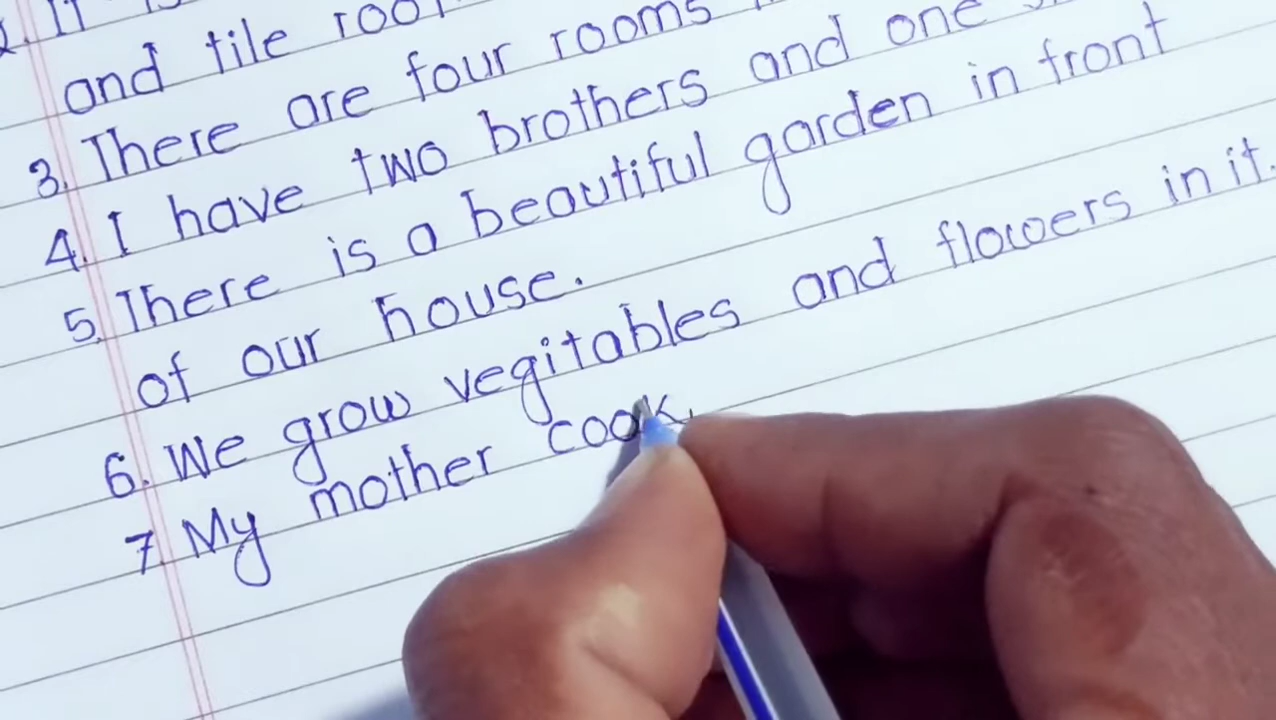 and tile
3. There are four rooms
4. I have two brothers and one
5. There is a beautiful garden in front
of our house.
6. We grow vegitables and flowers in it.
7. My mother cook